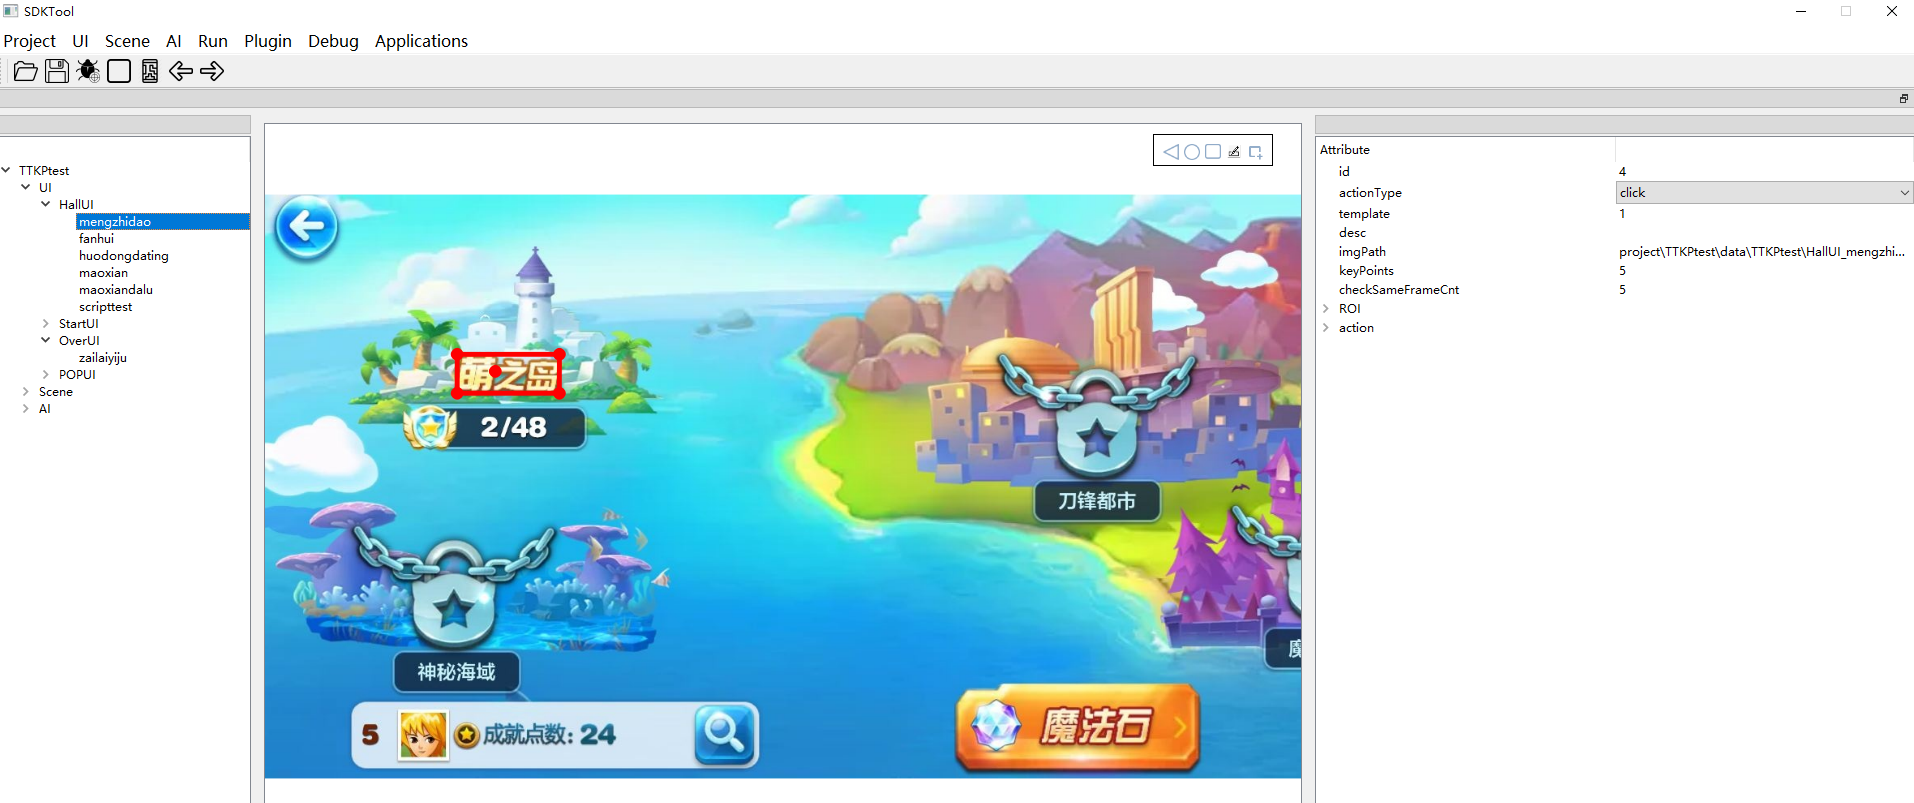 SDKTool
Project UI Scene AI Run Plugin Debug Applications
TTKPtest
UI
HallUI
mengzhidao
fanhui
huodongdating
maoxian
maoxiandalu
scripttest
StartUI
OverUI
zailaiyiju
POPUI
Scene
AI
萌之岛
2/48
刀锋都市
神秘海域
5 成就点数: 24
魔法石
Attribute
id 4
actionType click
template 1
desc
imgPath project\TTKPtest\data\TTKPtest\HallUI_mengzhi...
keyPoints 5
checkSameFrameCnt 5
ROI
action